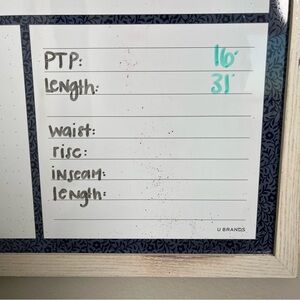 PTP: 16"
Length: 31"
waist:
rise:
inseam:
length:
U BRANDS